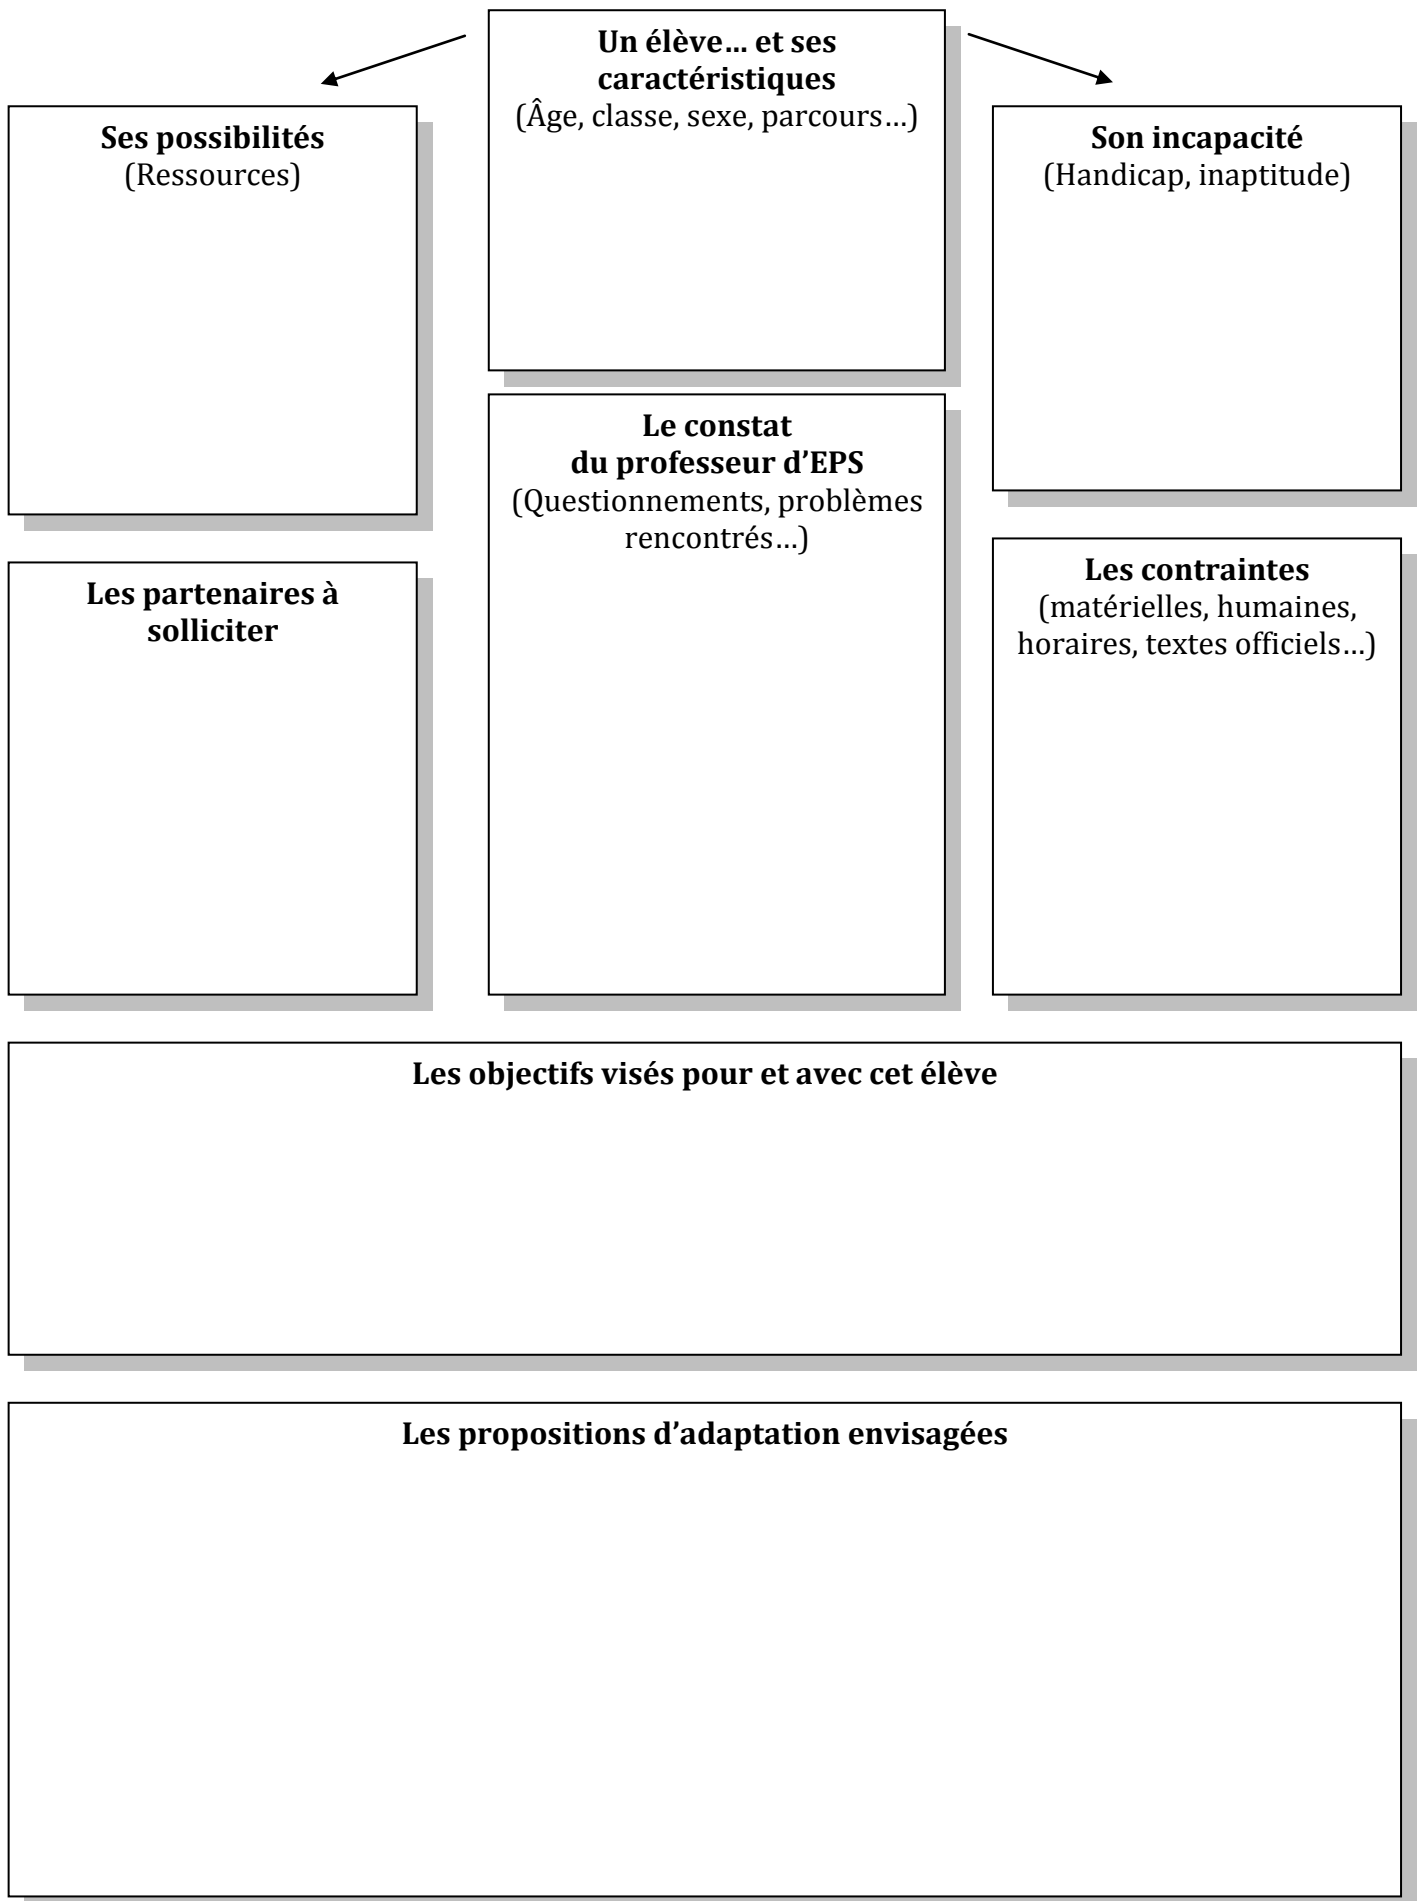 Un élève… et ses
caractéristiques
(Âge, classe, sexe, parcours…)
Ses possibilités
(Ressources)
Son incapacité
(Handicap, inaptitude)
Le constat
du professeur d’EPS
(Questionnements, problèmes
rencontrés…)
Les partenaires à
solliciter
Les contraintes
(matérielles, humaines,
horaires, textes officiels…)
Les objectifs visés pour et avec cet élève
Les propositions d’adaptation envisagées